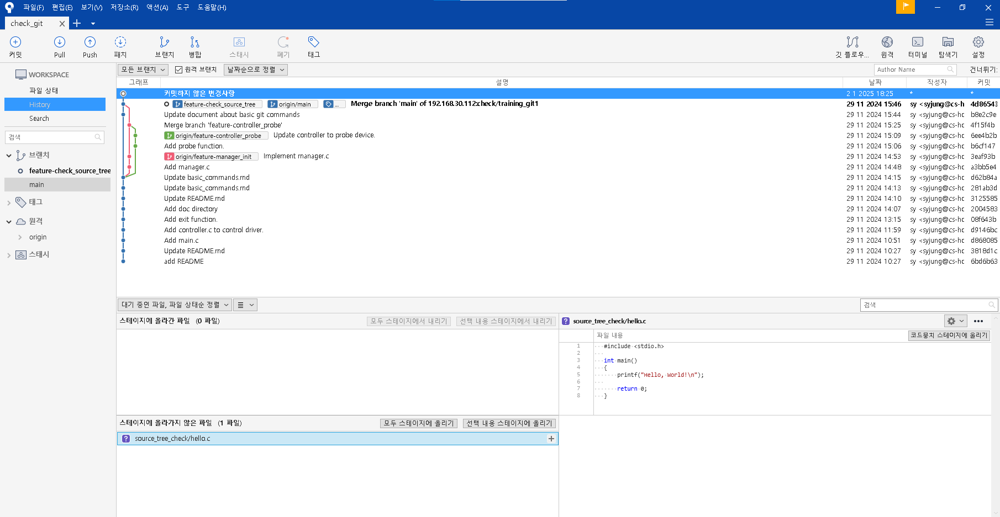 파일(F) 편집(E) 보기(V) 저장소(R) 액션(A) 도구 도움말(H)
check_git
커밋 Pull Push 패치 브랜치 병합 스태시 폐기 태그 깃 플로우... 원격 터미널 탐색기 설정
WORKSPACE
파일 상태
History
Search
검색
브랜치
feature-check_source_tree
main
태그
원격
origin
스태시
모든 브랜치 원격 브랜치 날짜순으로 정렬 Author Name 건너뛰기:
그래프 설명 날짜 작성자 커밋
커밋하지 않은 변경사항 2 1 2025 18:25 * *
feature-check_source_tree origin/main ... Merge branch 'main' of 192.168.30.112:check/training_git1 29 11 2024 15:46 sy <syjung@cs-hc 4d86543
Update document about basic git commands 29 11 2024 15:44 sy <syjung@cs-hc b8e2c9e
Merge branch 'feature-controller_probe' 29 11 2024 15:25 sy <syjung@cs-hc 4f15f4b
origin/feature-controller_probe Update controller to probe device. 29 11 2024 15:09 sy <syjung@cs-hc 6ee4b2b
Add probe function. 29 11 2024 15:06 sy <syjung@cs-hc b6cf147
origin/feature-manager_init Implement manager.c 29 11 2024 14:53 sy <syjung@cs-hc 3eaf93b
Add manager.c 29 11 2024 14:48 sy <syjung@cs-hc a3bb5e4
Update basic_commands.md 29 11 2024 14:15 sy <syjung@cs-hc d62b84a
Update basic_commands.md 29 11 2024 14:13 sy <syjung@cs-hc 281ab3d
Update README.md 29 11 2024 14:10 sy <syjung@cs-hc 3125585
Add doc directory 29 11 2024 14:07 sy <syjung@cs-hc 2004583
Add exit function. 29 11 2024 13:15 sy <syjung@cs-hc 08f643b
Add controller.c to control driver. 29 11 2024 11:59 sy <syjung@cs-hc d9146bc
Add main.c 29 11 2024 10:51 sy <syjung@cs-hc d868085
Update README.md 29 11 2024 10:27 sy <syjung@cs-hc 3818d1c
add README 29 11 2024 10:27 sy <syjung@cs-hc 6bd6b63
대기 중인 파일, 파일 상태순 정렬 검색
스테이지에 올라간 파일 (0 파일) 모두 스테이지에서 내리기 선택 내용 스테이지에서 내리기
스테이지에 올라가지 않은 파일 (1 파일) 모두 스테이지에 올리기 선택 내용 스테이지에 올리기
source_tree_check/hello.c
source_tree_check/hello.c
파일 내용 코드뭉치 스테이지에 올리기
1 #include <stdio.h>
2
3 int main()
4 {
5 printf("Hello, World!\n");
6
7 return 0;
8 }